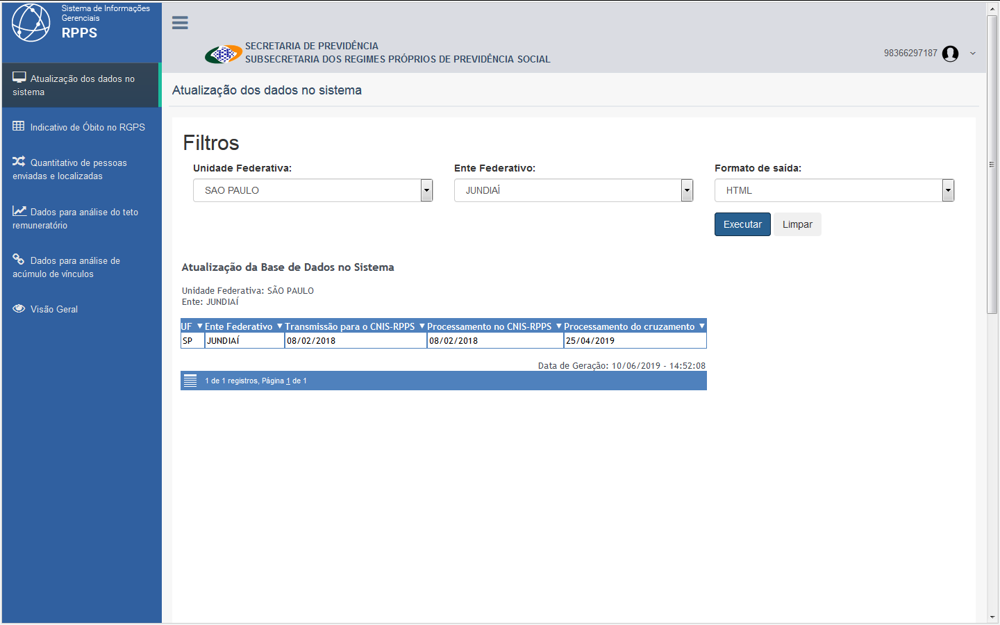 Sistema de Informações
Gerenciais
RPPS
Atualização dos dados no
sistema
Indicativo de Óbito no RGPS
Quantitativo de pessoas
enviadas e localizadas
Dados para análise do teto
remuneratório
Dados para análise de
acúmulo de vínculos
Visão Geral
SECRETARIA DE PREVIDÊNCIA
SUBSECRETARIA DOS REGIMES PRÓPRIOS DE PREVIDÊNCIA SOCIAL
98366297187
Atualização dos dados no sistema
Filtros
Unidade Federativa: Ente Federativo: Formato de saída:
SAO PAULO JUNDIAÍ HTML
Executar Limpar
Atualização da Base de Dados no Sistema
Unidade Federativa: SÃO PAULO
Ente: JUNDIAÍ
UF Ente Federativo Transmissão para o CNIS-RPPS Processamento no CNIS-RPPS Processamento do cruzamento
SP JUNDIAÍ 08/02/2018 08/02/2018 25/04/2019
Data de Geração: 10/06/2019 - 14:52:08
1 de 1 registros, Página 1 de 1